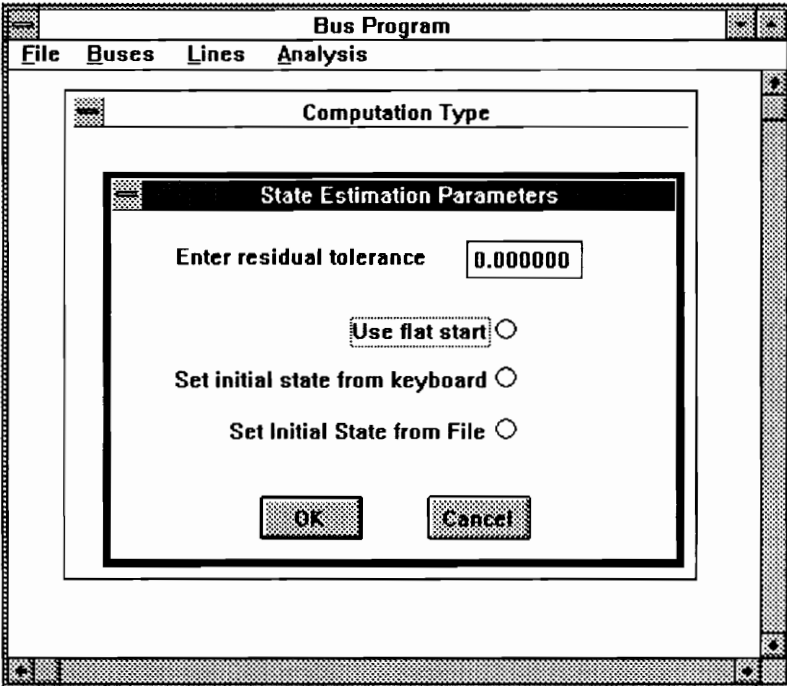 Bus Program
File Buses Lines Analysis
Computation Type
State Estimation Parameters
Enter residual tolerance 0.000000
Use flat start
Set initial state from keyboard
Set Initial State from File
OK Cancel